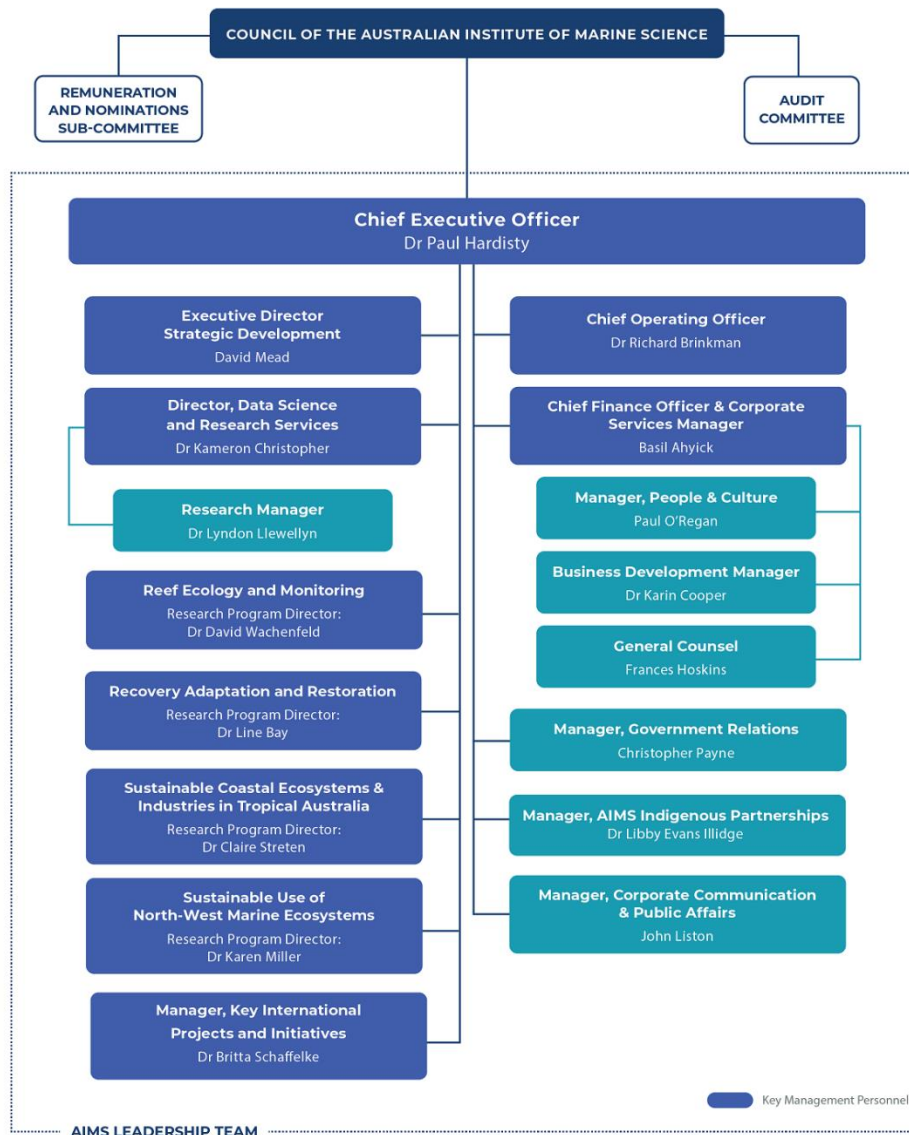 COUNCIL OF THE AUSTRALIAN INSTITUTE OF MARINE SCIENCE
REMUNERATION
AND NOMINATIONS
SUB-COMMITTEE
AUDIT
COMMITTEE
Chief Executive Officer
Dr Paul Hardisty
Executive Director
Strategic Development
David Mead
Director, Data Science
and Research Services
Dr Kameron Christopher
Research Manager
Dr Lyndon Llewellyn
Reef Ecology and Monitoring
Research Program Director:
Dr David Wachenfeld
Recovery Adaptation and Restoration
Research Program Director:
Dr Line Bay
Sustainable Coastal Ecosystems &
Industries in Tropical Australia
Research Program Director:
Dr Claire Streten
Sustainable Use of
North-West Marine Ecosystems
Research Program Director:
Dr Karen Miller
Manager, Key International
Projects and Initiatives
Dr Britta Schaffelke
Chief Operating Officer
Dr Richard Brinkman
Chief Finance Officer & Corporate
Services Manager
Basil Ahyick
Manager, People & Culture
Paul O'Regan
Business Development Manager
Dr Karin Cooper
General Counsel
Frances Hoskins
Manager, Government Relations
Christopher Payne
Manager, AIMS Indigenous Partnerships
Dr Libby Evans Illidge
Manager, Corporate Communication
& Public Affairs
John Liston
Key Management Personnel
AIMS LEADERSHIP TEAM